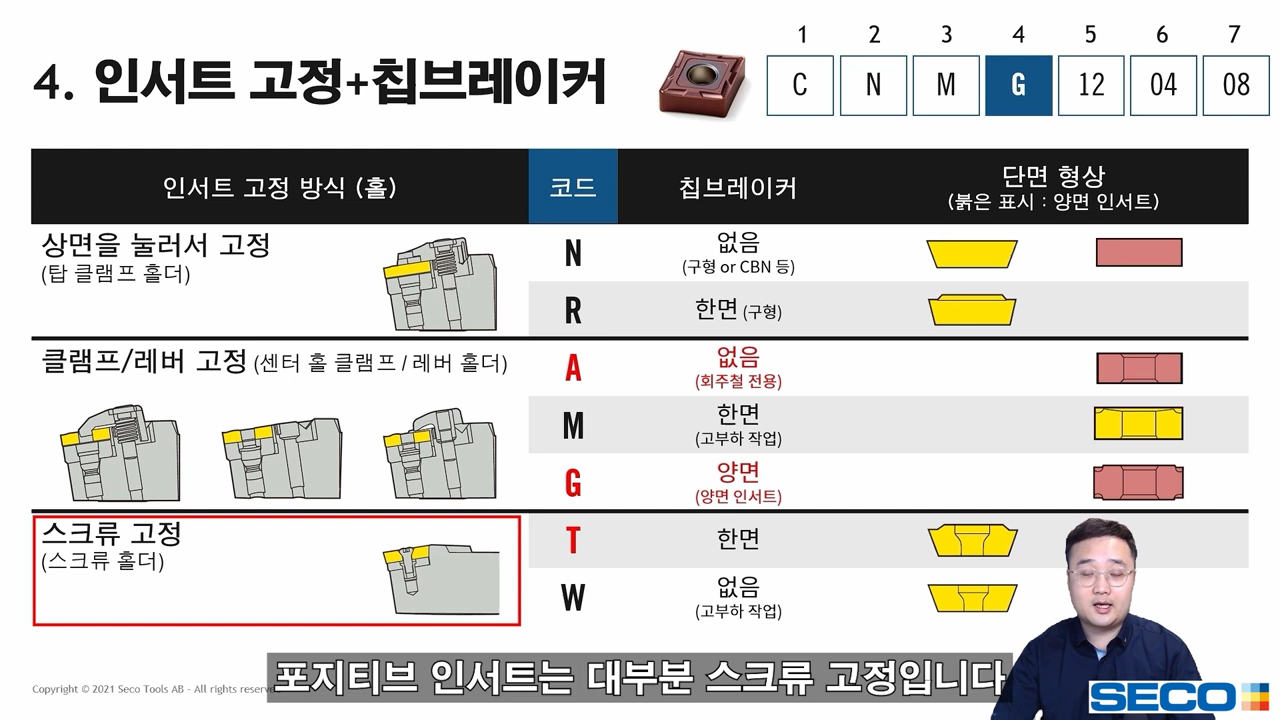 4. 인서트 고정+칩브레이커
1 2 3 4 5 6 7
C N M G 12 04 08
인서트 고정 방식 (홀)
코드
칩브레이커
단면 형상
(붉은 표시 : 양면 인서트)
상면을 눌러서 고정
(탑 클램프 홀더)
N
없음
(구형 or CBN 등)
R
한면 (구형)
클램프/레버 고정 (센터 홀 클램프 / 레버 홀더)
A
없음
(회주철 전용)
M
한면
(고부하 작업)
G
양면
(양면 인서트)
스크류 고정
(스크류 홀더)
T
한면
W
없음
(고부하 작업)
포지티브 인서트는 대부분 스크류 고정입니다
Copyright © 2021 Seco Tools AB – All rights reserve
SECO